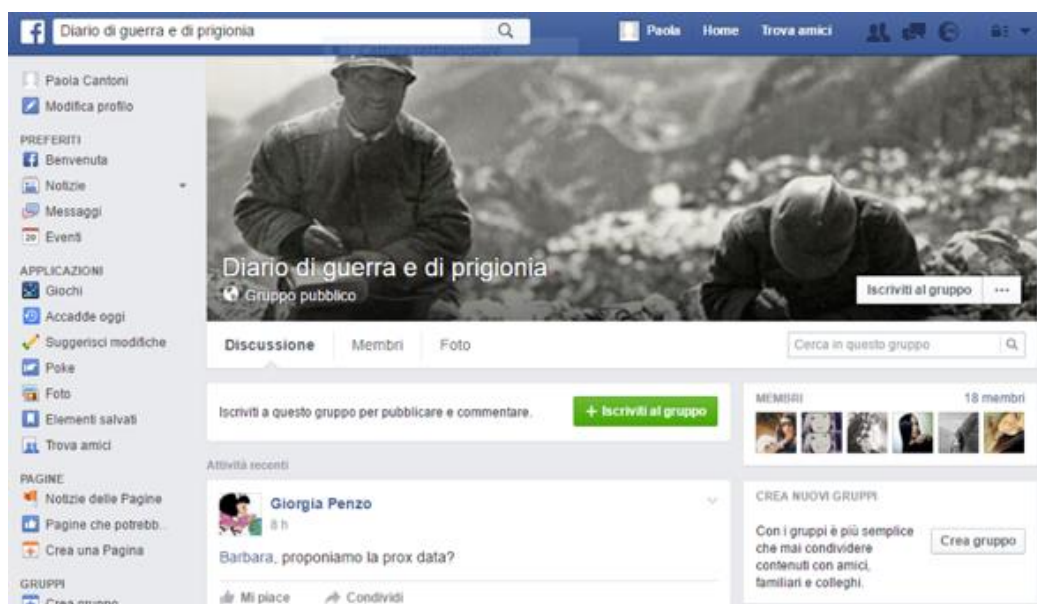 Diario di guerra e di prigionia
Paola Home Trova amici
Cattura rettangolare
Paola Cantoni
Modifica profilo
PREFERITI
Benvenuta
Notizie
Messaggi
Eventi
APPLICAZIONI
Giochi
Accadde oggi
Suggerisci modifiche
Poke
Foto
Elementi salvati
Trova amici
PAGINE
Notizie delle Pagine
Pagine che potrebb..
Crea una Pagina
GRUPPI
Crea gruppo
Diario di guerra e di prigionia
Gruppo pubblico
Iscriviti al gruppo ...
Discussione Membri Foto
Cerca in questo gruppo
Iscriviti a questo gruppo per pubblicare e commentare.
+ Iscriviti al gruppo
Attività recenti
Giorgia Penzo
8 h
Barbara, proponiamo la prox data?
Mi piace Condividi
MEMBRI 18 membri
CREA NUOVI GRUPPI
Con i gruppi è più semplice
che mai condividere
contenuti con amici,
familiari e colleghi.
Crea gruppo